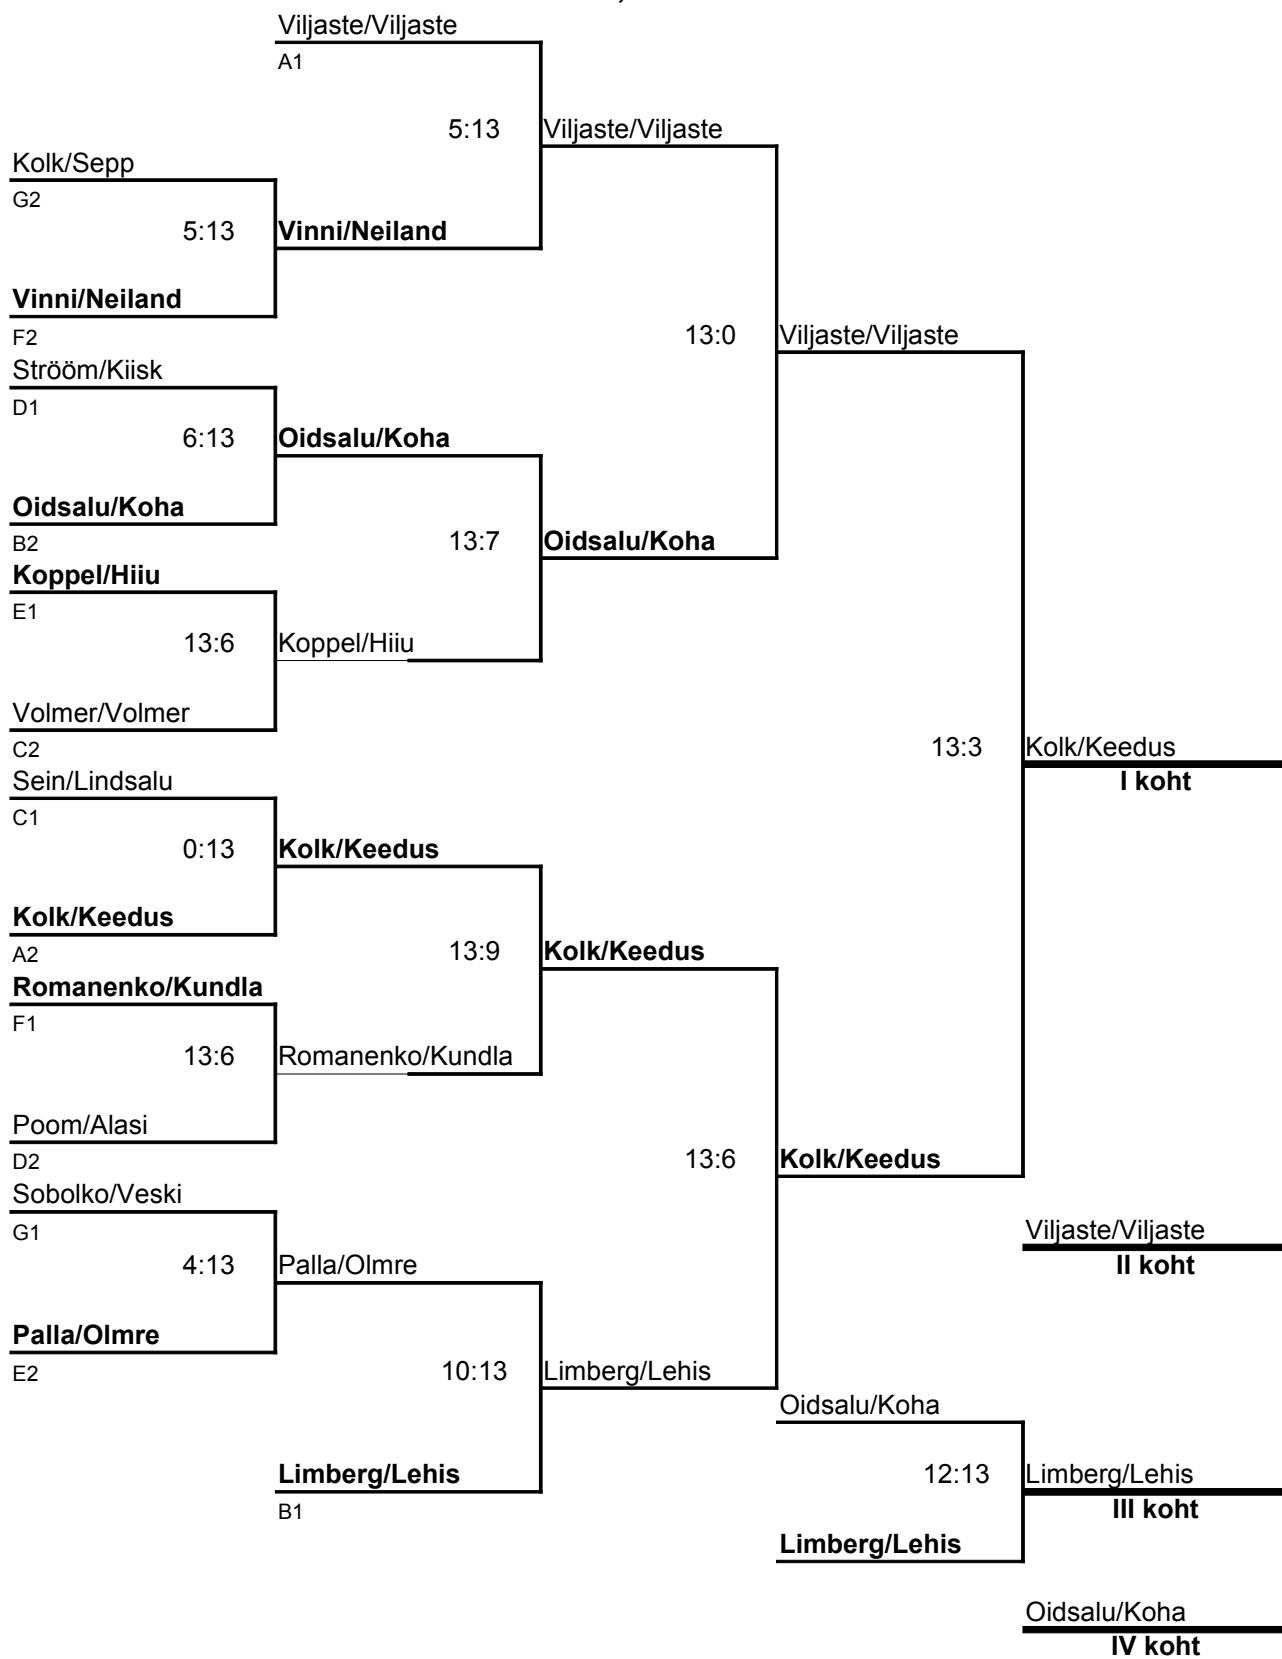 Viljaste/Viljaste
A1
5:13
Viljaste/Viljaste
Kolk/Sepp
G2
5:13
Vinni/Neiland
Vinni/Neiland
F2
13:0
Viljaste/Viljaste
Strööm/Kiisk
D1
6:13
Oidsalu/Koha
Oidsalu/Koha
B2
13:7
Oidsalu/Koha
Koppel/Hiiu
E1
13:6
Koppel/Hiiu
Volmer/Volmer
C2
13:3
Kolk/Keedus
I koht
Sein/Lindsalu
C1
0:13
Kolk/Keedus
Kolk/Keedus
A2
13:9
Kolk/Keedus
Romanenko/Kundla
F1
13:6
Romanenko/Kundla
Poom/Alasi
D2
13:6
Kolk/Keedus
Sobolko/Veski
G1
Viljaste/Viljaste
II koht
4:13
Palla/Olmre
Palla/Olmre
E2
10:13
Limberg/Lehis
Oidsalu/Koha
Limberg/Lehis
B1
12:13
Limberg/Lehis
III koht
Limberg/Lehis
Oidsalu/Koha
IV koht